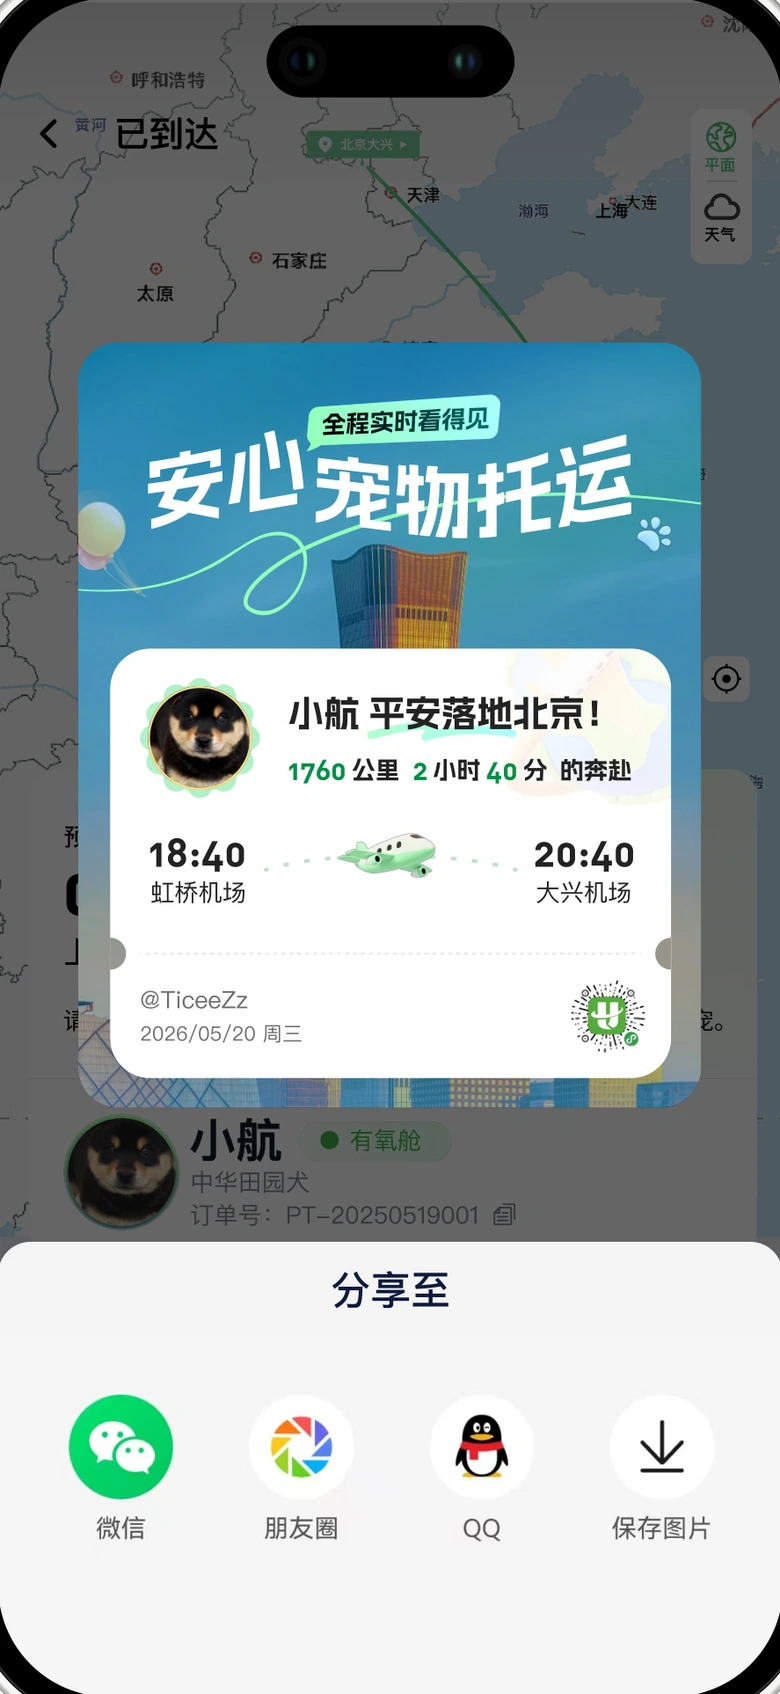 沈
呼和浩特
黄河
已到达
北京大兴
平面
天津
渤海
上海
大连
天气
石家庄
太原
全程实时看得见
安心宠物托运
小航 平安落地北京!
1760 公里 2 小时 40 分 的奔赴
18:40
20:40
虹桥机场
大兴机场
@TiceeZz
2026/05/20 周三
请
宠。
小航
有氧舱
中华田园犬
订单号: PT-20250519001
分享至
微信
朋友圈
QQ
保存图片